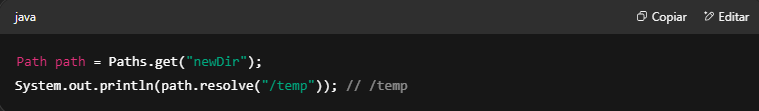 java
Copiar
Editar
Path path = Paths.get("newDir");
System.out.println(path.resolve("/temp")); // /temp